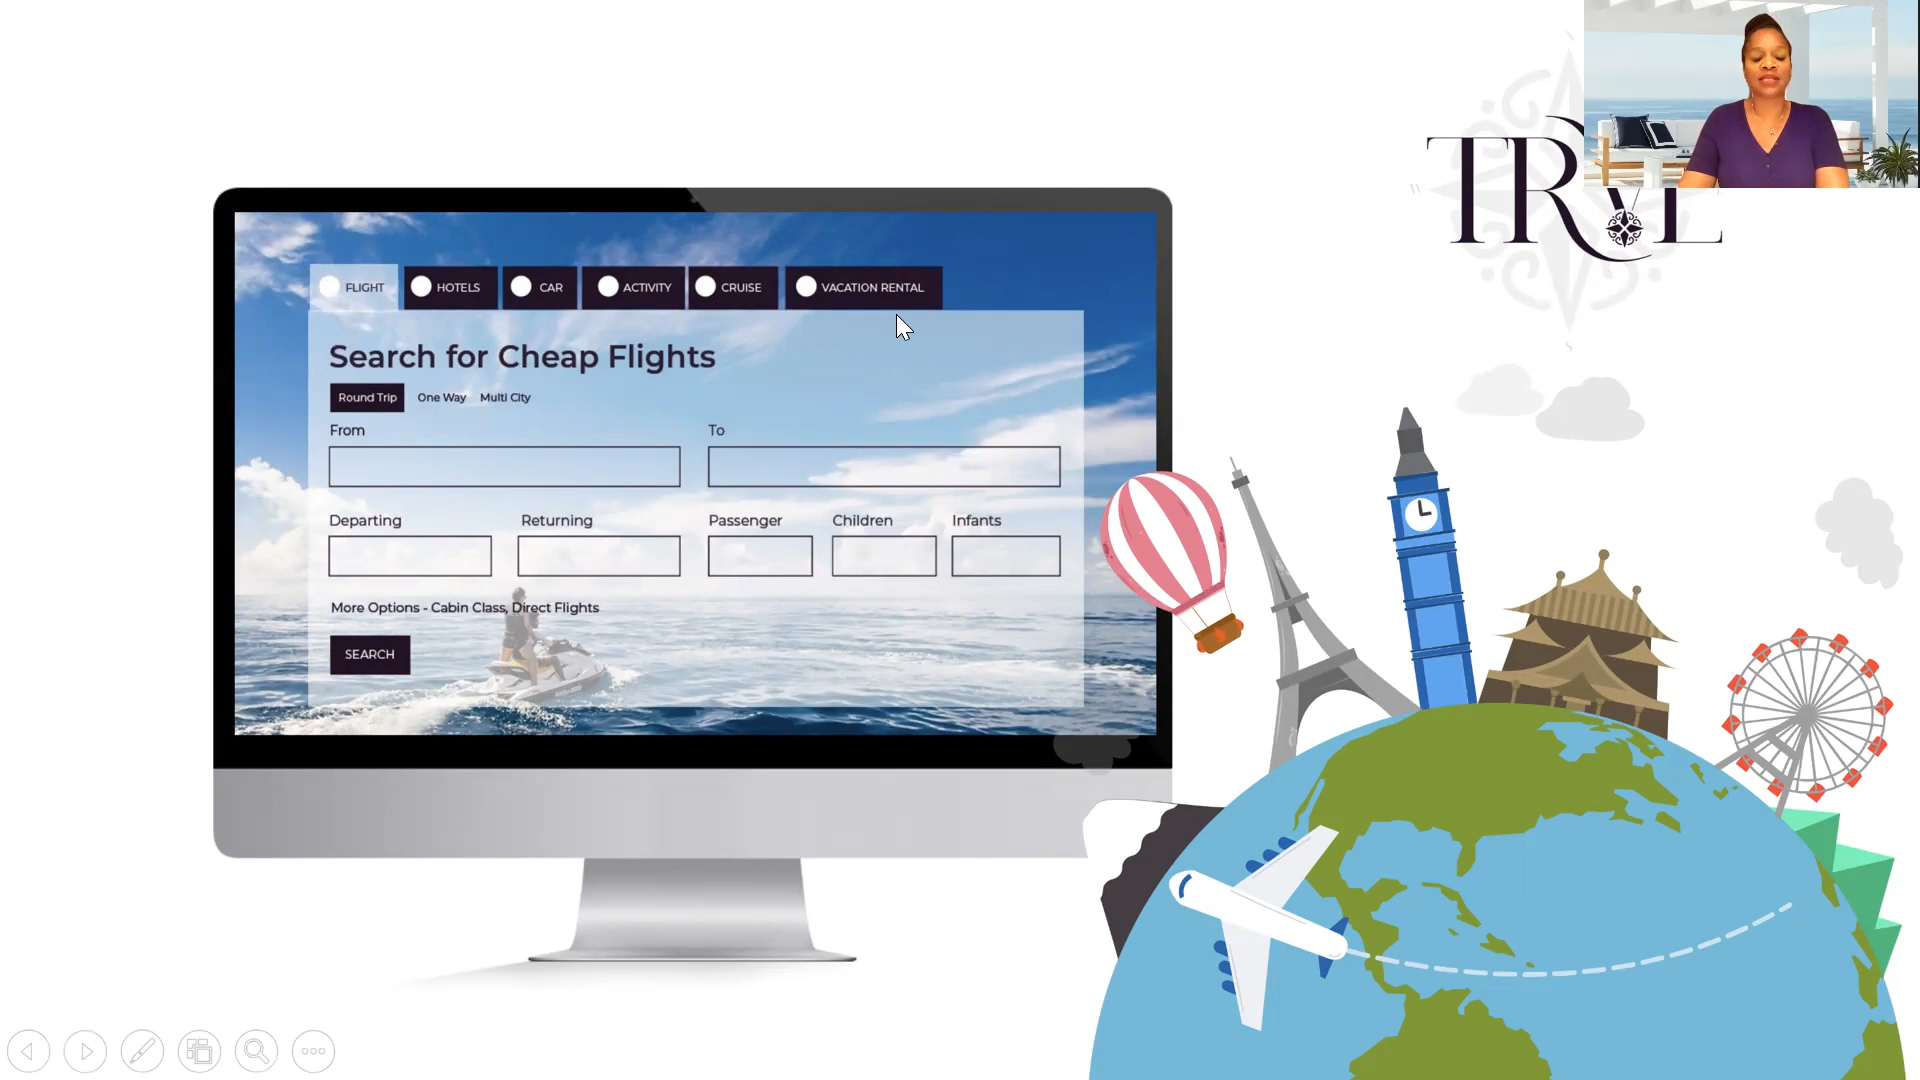 FLIGHT HOTELS CAR ACTIVITY CRUISE VACATION RENTAL
Search for Cheap Flights
Round Trip One Way Multi City
From To
Departing Returning Passenger Children Infants
More Options - Cabin Class, Direct Flights
SEARCH
TRVL